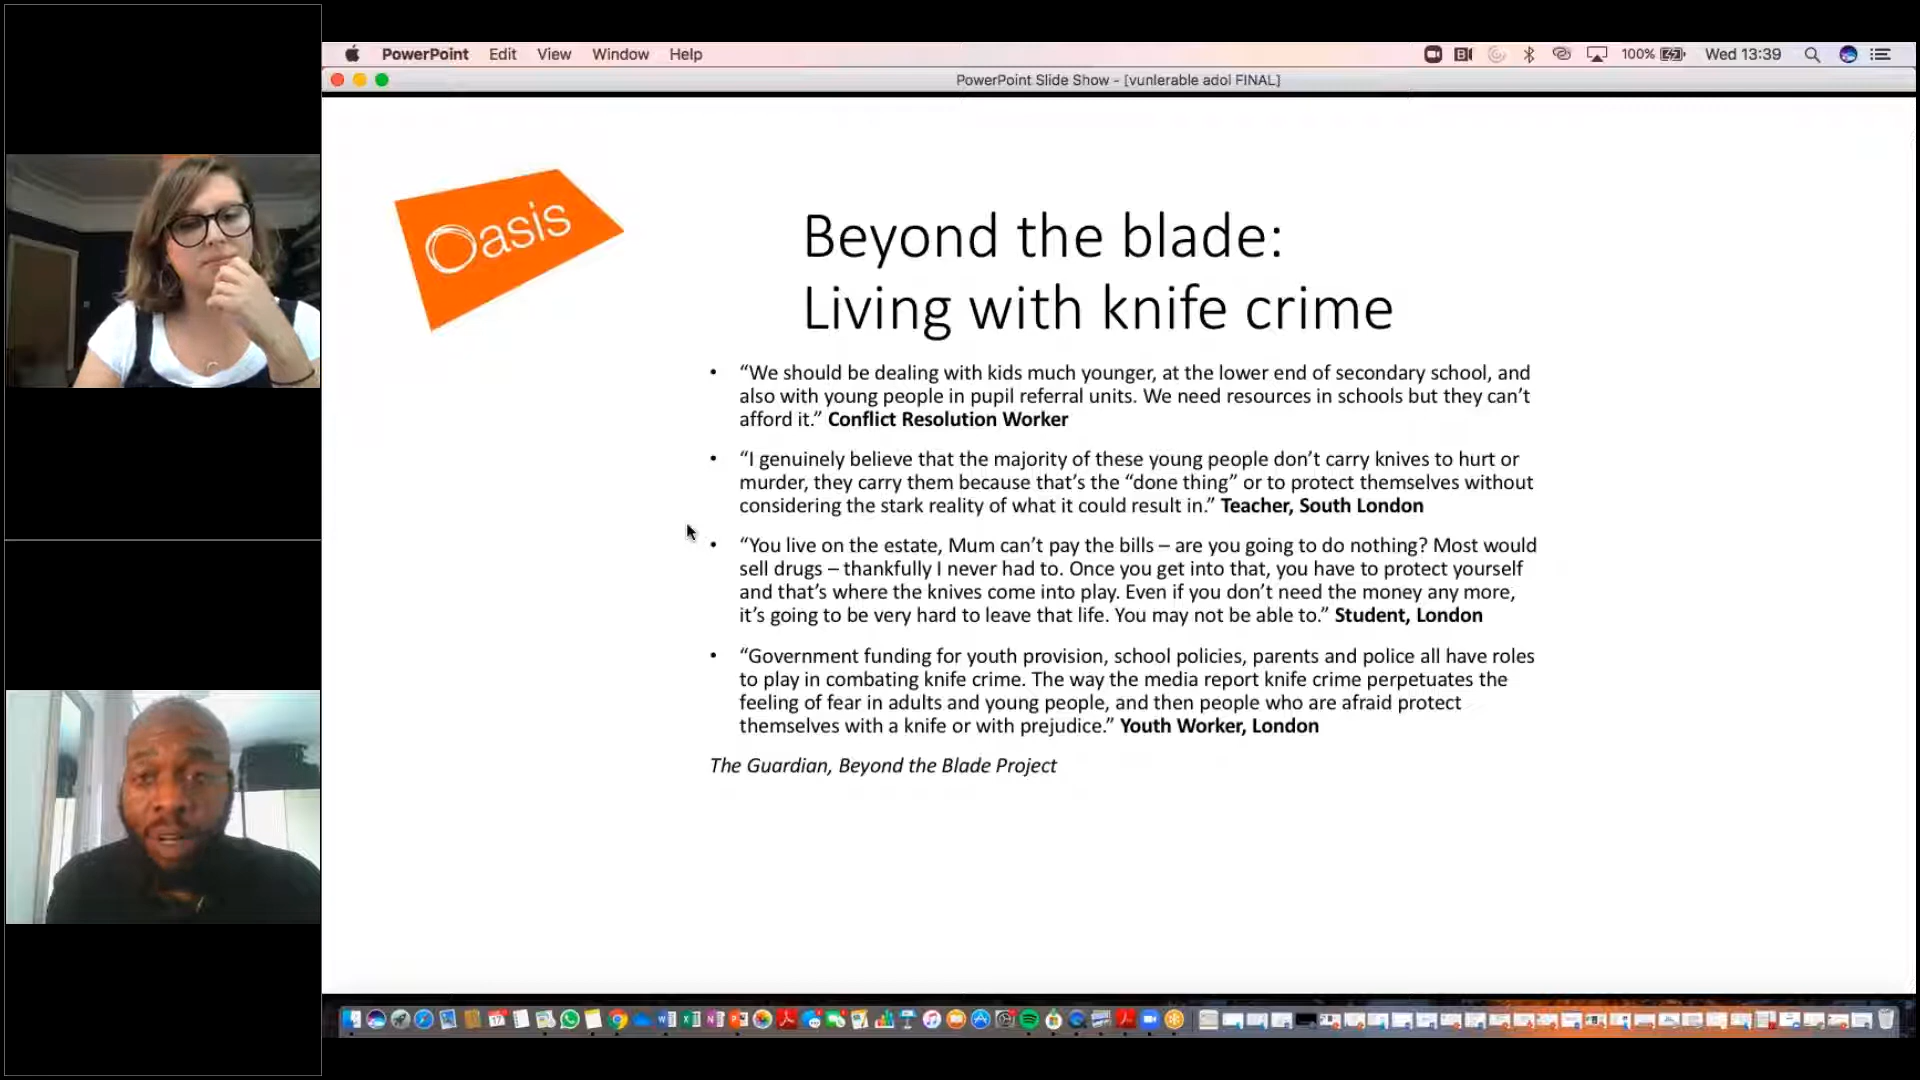 PowerPoint Edit View Window Help 100% Wed 13:39
PowerPoint Slide Show - [vunlerable adol FINAL]
Oasis
Beyond the blade:
Living with knife crime
• “We should be dealing with kids much younger, at the lower end of secondary school, and
also with young people in pupil referral units. We need resources in schools but they can’t
afford it.” Conflict Resolution Worker
• “I genuinely believe that the majority of these young people don’t carry knives to hurt or
murder, they carry them because that’s the “done thing” or to protect themselves without
considering the stark reality of what it could result in.” Teacher, South London
• “You live on the estate, Mum can’t pay the bills – are you going to do nothing? Most would
sell drugs – thankfully I never had to. Once you get into that, you have to protect yourself
and that’s where the knives come into play. Even if you don’t need the money any more,
it’s going to be very hard to leave that life. You may not be able to.” Student, London
• “Government funding for youth provision, school policies, parents and police all have roles
to play in combating knife crime. The way the media report knife crime perpetuates the
feeling of fear in adults and young people, and then people who are afraid protect
themselves with a knife or with prejudice.” Youth Worker, London
The Guardian, Beyond the Blade Project
17